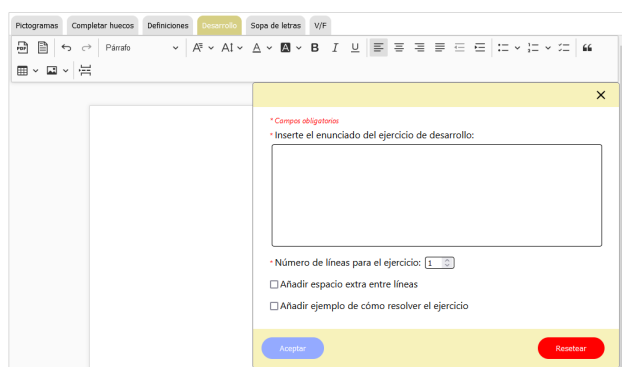 Pictogramas Completar huecos Definiciones Desarrollo Sopa de letras V/F
PDF Párrafo A AI A A B I U
* Campos obligatorios
* Inserte el enunciado del ejercicio de desarrollo:
* Número de líneas para el ejercicio: 1
Añadir espacio extra entre líneas
Añadir ejemplo de cómo resolver el ejercicio
Aceptar Resetear